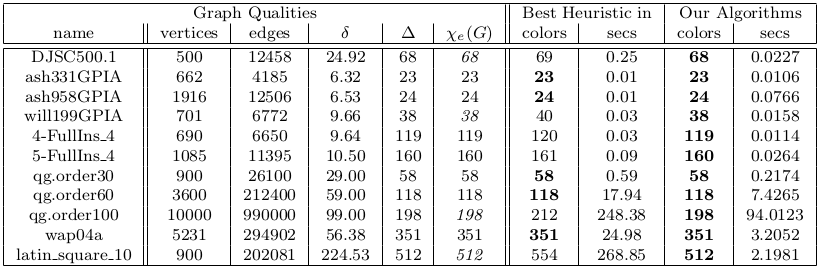 Graph Qualities Best Heuristic in Our Algorithms
name vertices edges δ Δ χe(G) colors secs colors secs
DJSC500.1 500 12458 24.92 68 68 69 0.25 68 0.0227
ash331GPIA 662 4185 6.32 23 23 23 0.01 23 0.0106
ash958GPIA 1916 12506 6.53 24 24 24 0.01 24 0.0766
will199GPIA 701 6772 9.66 38 38 40 0.03 38 0.0158
4-FullIns_4 690 6650 9.64 119 119 120 0.03 119 0.0114
5-FullIns_4 1085 11395 10.50 160 160 161 0.09 160 0.0264
qg.order30 900 26100 29.00 58 58 58 0.59 58 0.2174
qg.order60 3600 212400 59.00 118 118 118 17.94 118 7.4265
qg.order100 10000 990000 99.00 198 198 212 248.38 198 94.0123
wap04a 5231 294902 56.38 351 351 351 24.98 351 3.2052
latin_square_10 900 202081 224.53 512 512 554 268.85 512 2.1981